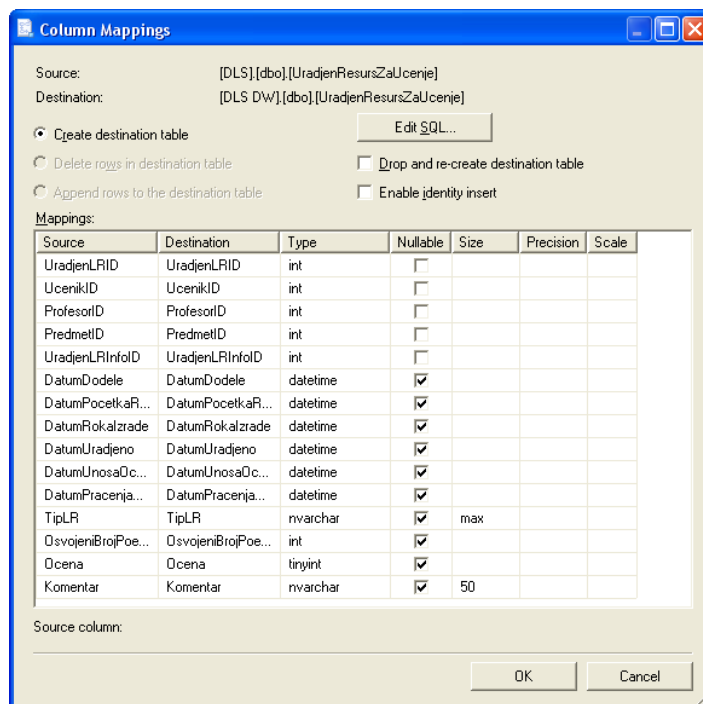 Column Mappings
Source: [DLS].[dbo].[UradjenResursZaUcenje]
Destination: [DLS DW].[dbo].[UradjenResursZaUcenje]
Create destination table Edit SQL...
Delete rows in destination table Drop and re-create destination table
Append rows to the destination table Enable identity insert
Mappings:
Source Destination Type Nullable Size Precision Scale
UradjenLRID UradjenLRID int
UcenikID UcenikID int
ProfesorID ProfesorID int
PredmetID PredmetID int
UradjenLRInfoID UradjenLRInfoID int
DatumDodele DatumDodele datetime
DatumPocetkaR... DatumPocetkaR... datetime
DatumRokaIzrade DatumRokaIzrade datetime
DatumUradjeno DatumUradjeno datetime
DatumUnosaOc... DatumUnosaOc... datetime
DatumPracenja... DatumPracenja... datetime
TipLR TipLR nvarchar max
OsvojeniBrojPoe... OsvojeniBrojPoe... int
Ocena Ocena tinyint
Komentar Komentar nvarchar 50
Source column:
OK Cancel